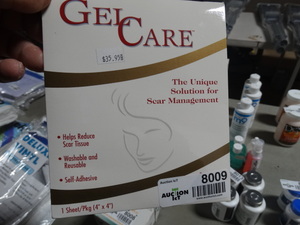 GELCARE
$35.95
The Unique
Solution for
Scar Management
• Helps Reduce
Scar Tissue
• Washable and
Reusable
• Self-Adhesive
1 Sheet/Pkg (4" x 4")
8009
AUCTION